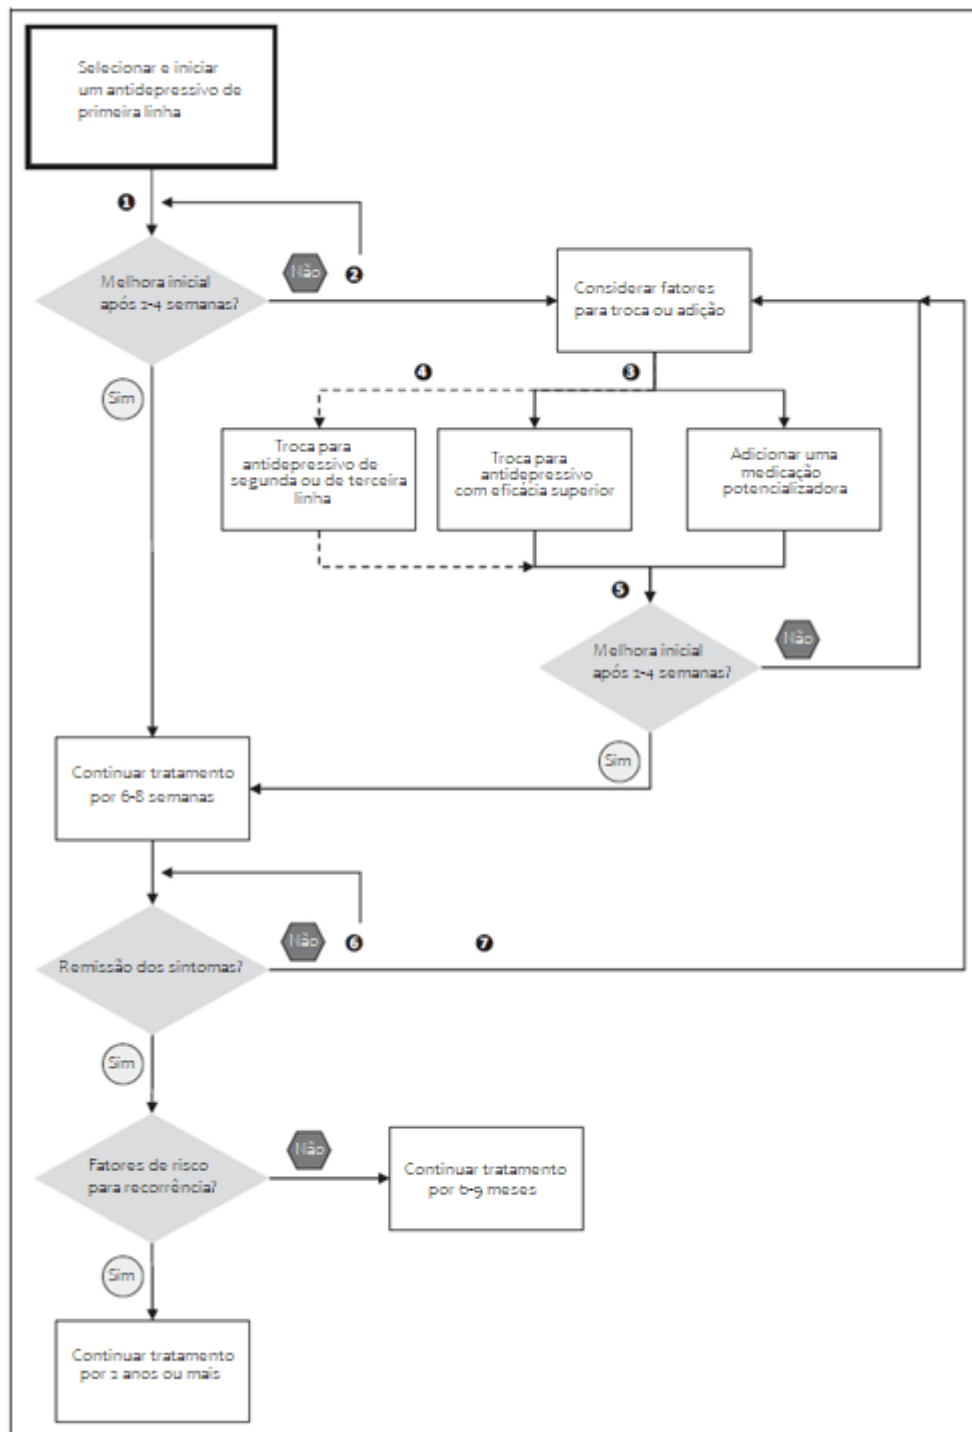 Selecionar e iniciar
um antidepressivo de
primeira linha
1
Melhora inicial
após 2-4 semanas?
Não
2
Sim
Considerar fatores
para troca ou adição
4
3
Troca para
antidepressivo de
segunda ou de terceira
linha
Troca para
antidepressivo
com eficácia superior
Adicionar uma
medicação
potencializadora
5
Melhora inicial
após 2-4 semanas?
Não
Sim
Continuar tratamento
por 6-8 semanas
Remissão dos sintomas?
Não
6
7
Sim
Fatores de risco
para recorrência?
Não
Continuar tratamento
por 6-9 meses
Sim
Continuar tratamento
por 2 anos ou mais